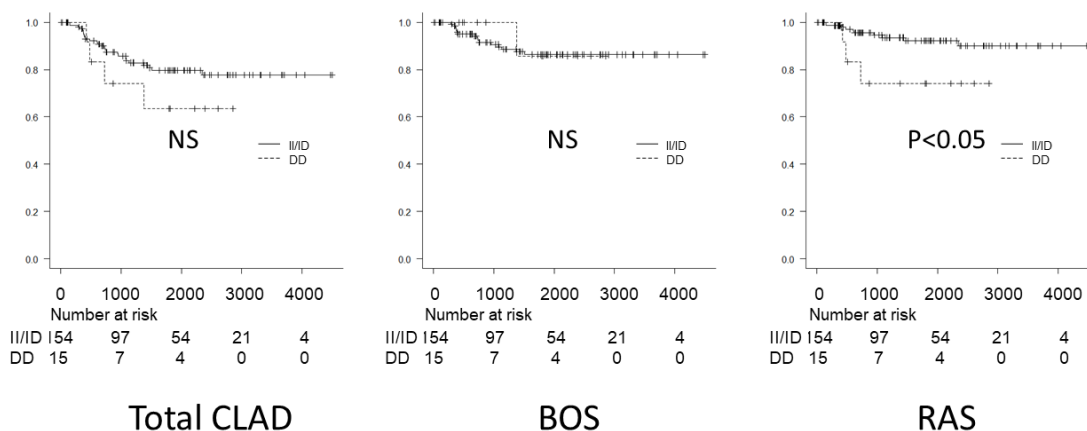 1.0
0.8
0.6
0.4
0.2
0.0
NS
II/ID
DD
0 1000 2000 3000 4000
Number at risk
II/ID 154 97 54 21 4
DD 15 7 4 0 0
Total CLAD
1.0
0.8
0.6
0.4
0.2
0.0
NS
II/ID
DD
0 1000 2000 3000 4000
Number at risk
II/ID 154 97 54 21 4
DD 15 7 4 0 0
BOS
1.0
0.8
0.6
0.4
0.2
0.0
P<0.05
II/ID
DD
0 1000 2000 3000 4000
Number at risk
II/ID 154 97 54 21 4
DD 15 7 4 0 0
RAS